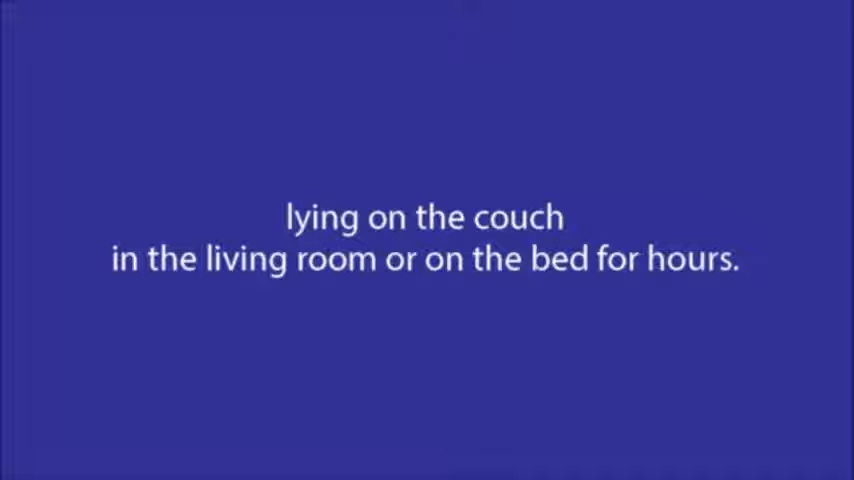 lying on the couch
in the living room or on the bed for hours.